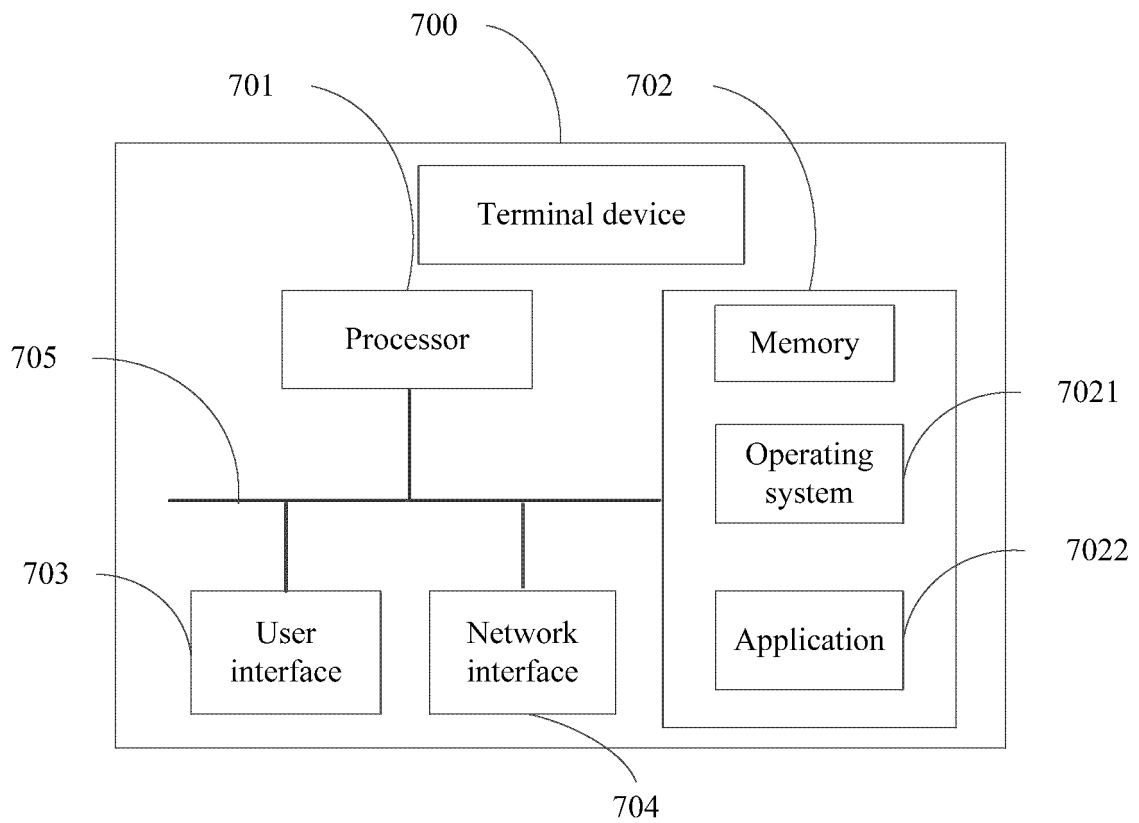 700
701
702
Terminal device
Processor
Memory
705
7021
Operating
system
7022
703
User
interface
Network
interface
Application
704